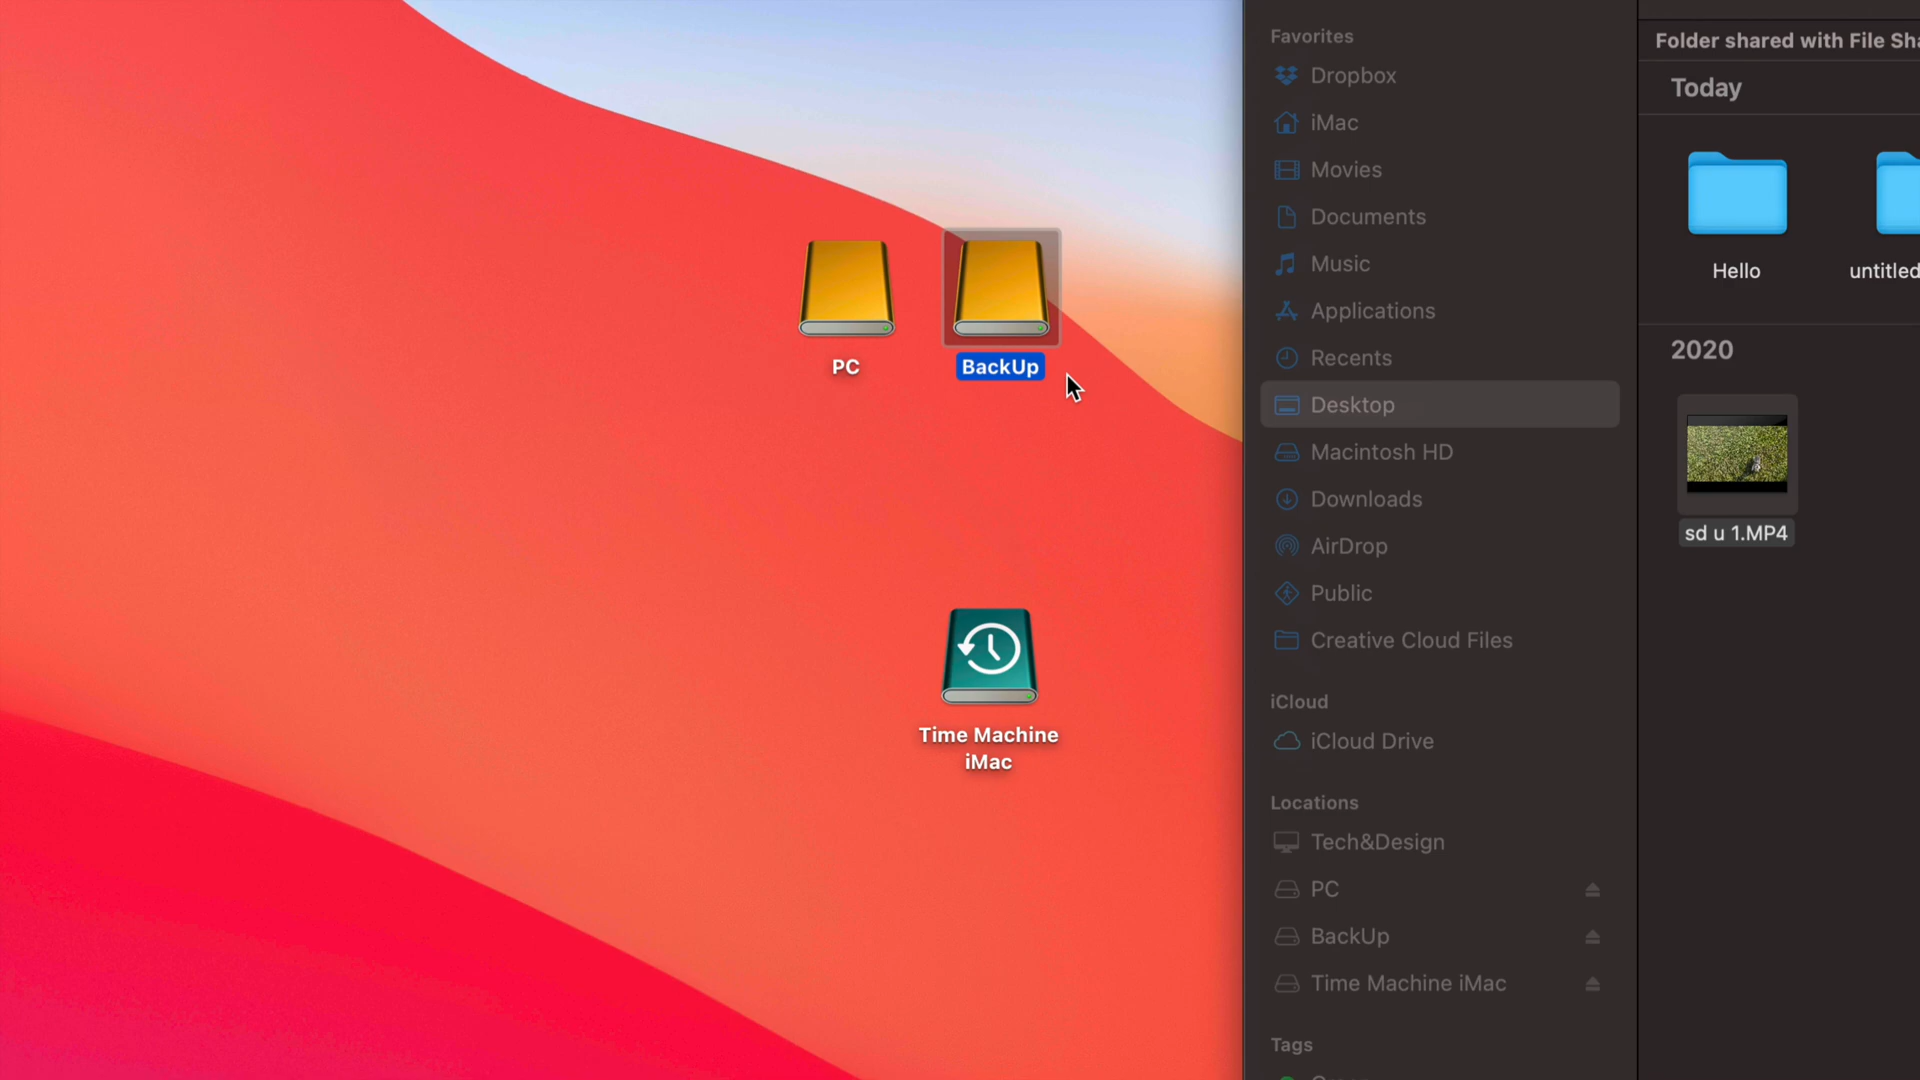 PC
BackUp
Time Machine
iMac
Favorites
Dropbox
iMac
Movies
Documents
Music
Applications
Recents
Desktop
Macintosh HD
Downloads
AirDrop
Public
Creative Cloud Files
iCloud
iCloud Drive
Locations
Tech&Design
PC
BackUp
Time Machine iMac
Tags
Folder shared with File Sha
Today
Hello
untitled
2020
sd u 1.MP4